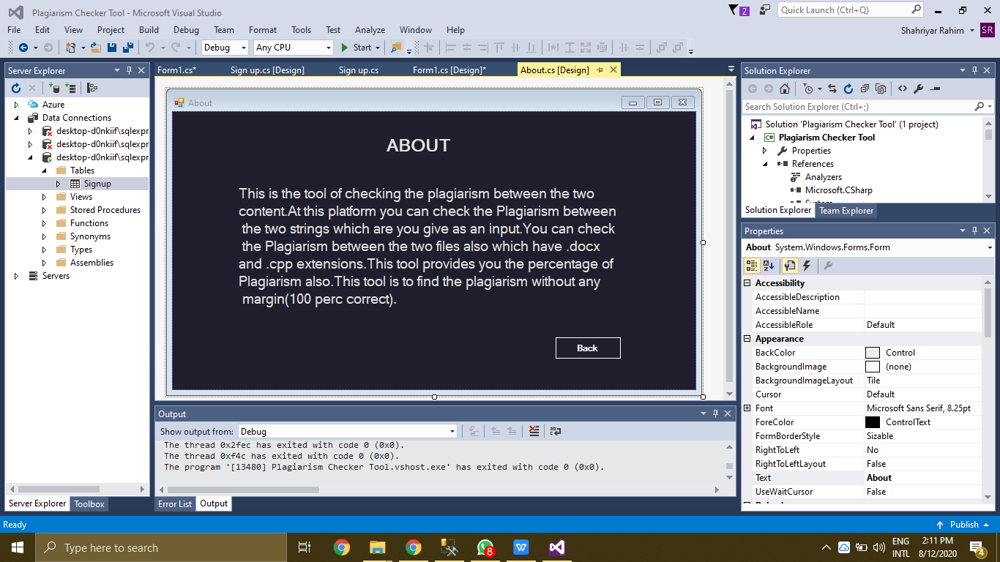 Plagiarism Checker Tool - Microsoft Visual Studio
2
Quick Launch (Ctrl+Q)
File Edit View Project Build Debug Team Format Tools Test Analyze Window Help
Shahriyar Rahim SR
Debug Any CPU Start
Server Explorer
Azure
Data Connections
desktop-d0nkiif\sqlexpr
desktop-d0nkiif\sqlexpr
desktop-d0nkiif\sqlexpr
Tables
Signup
Views
Stored Procedures
Functions
Synonyms
Types
Assemblies
Servers
Server Explorer Toolbox
Form1.cs* Sign up.cs [Design] Sign up.cs Form1.cs [Design]* About.cs [Design]
About
ABOUT
This is the tool of checking the plagiarism between the two
content.At this platform you can check the Plagiarism between
the two strings which are you give as an input.You can check
the Plagiarism between the two files also which have .docx
and .cpp extensions.This tool provides you the percentage of
Plagiarism also.This tool is to find the plagiarism without any
margin(100 perc correct).
Back
Output
Show output from: Debug
The thread 0x2fec has exited with code 0 (0x0).
The thread 0xf4c has exited with code 0 (0x0).
The program '[13480] Plagiarism Checker Tool.vshost.exe' has exited with code 0 (0x0).
Error List Output
Solution Explorer
Search Solution Explorer (Ctrl+;)
Solution 'Plagiarism Checker Tool' (1 project)
C# Plagiarism Checker Tool
Properties
References
Analyzers
Microsoft.CSharp
System
Solution Explorer Team Explorer
Properties
About System.Windows.Forms.Form
Accessibility
AccessibleDescription
AccessibleName
AccessibleRole Default
Appearance
BackColor Control
BackgroundImage (none)
BackgroundImageLayout Tile
Cursor Default
Font Microsoft Sans Serif, 8.25pt
ForeColor ControlText
FormBorderStyle Sizable
RightToLeft No
RightToLeftLayout False
Text About
UseWaitCursor False
Ready
Publish
Type here to search
8
W
ENG
INTL
2:11 PM
8/12/2020
4